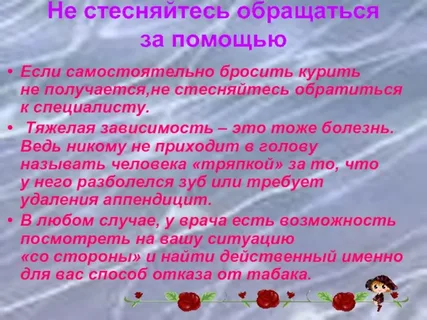 Не стесняйтесь обращаться
за помощью
• Если самостоятельно бросить курить
не получается,не стесняйтесь обратиться
к специалисту.
• Тяжелая зависимость – это тоже болезнь.
Ведь никому не приходит в голову
называть человека «тряпкой» за то, что
у него разболелся зуб или требует
удаления аппендицит.
• В любом случае, у врача есть возможность
посмотреть на вашу ситуацию
«со стороны» и найти действенный именно
для вас способ отказа от табака.